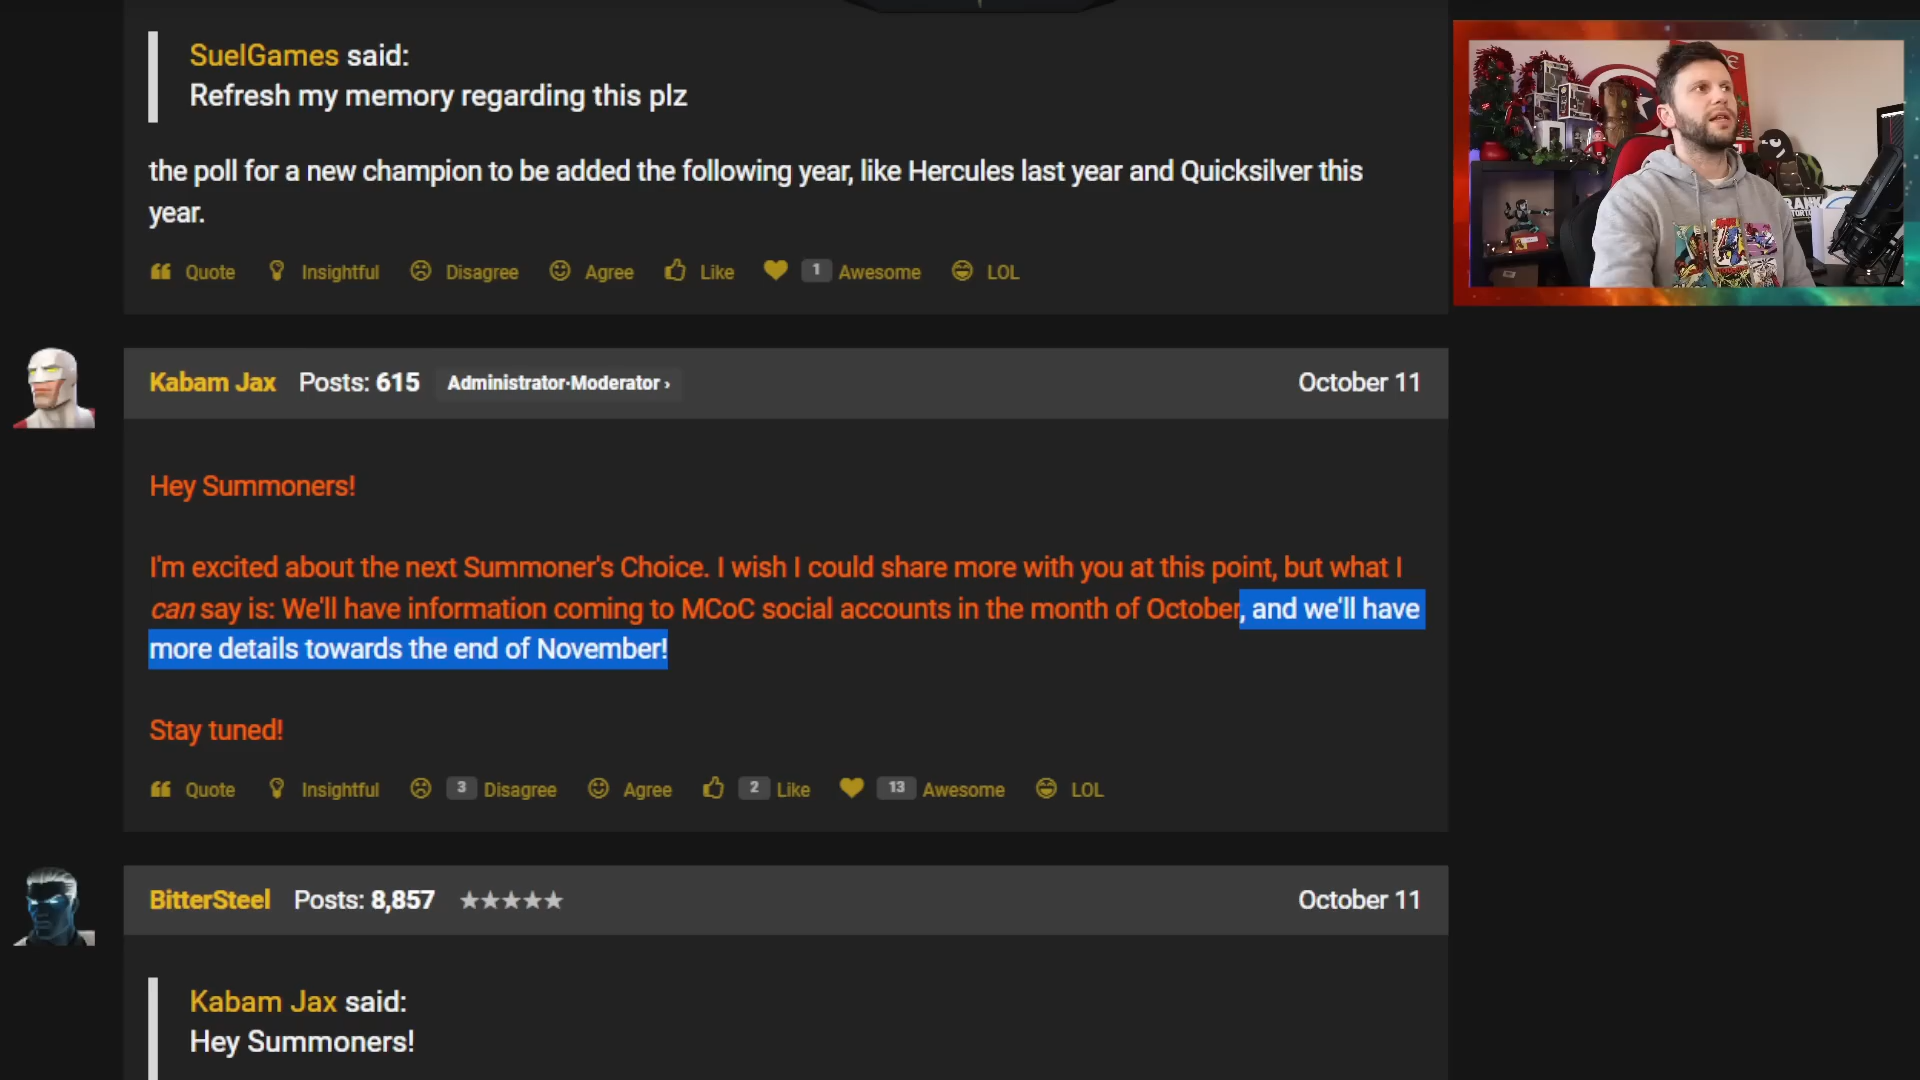 SuelGames said:
Refresh my memory regarding this plz
the poll for a new champion to be added the following year, like Hercules last year and Quicksilver this
year.
Quote Insightful Disagree Agree Like 1 Awesome LOL
Kabam Jax Posts: 615 Administrator·Moderator › October 11
Hey Summoners!
I'm excited about the next Summoner's Choice. I wish I could share more with you at this point, but what I
can say is: We'll have information coming to MCoC social accounts in the month of October, and we'll have
more details towards the end of November!
Stay tuned!
Quote Insightful 3 Disagree Agree 2 Like 13 Awesome LOL
BitterSteel Posts: 8,857 ★★★★★ October 11
Kabam Jax said:
Hey Summoners!